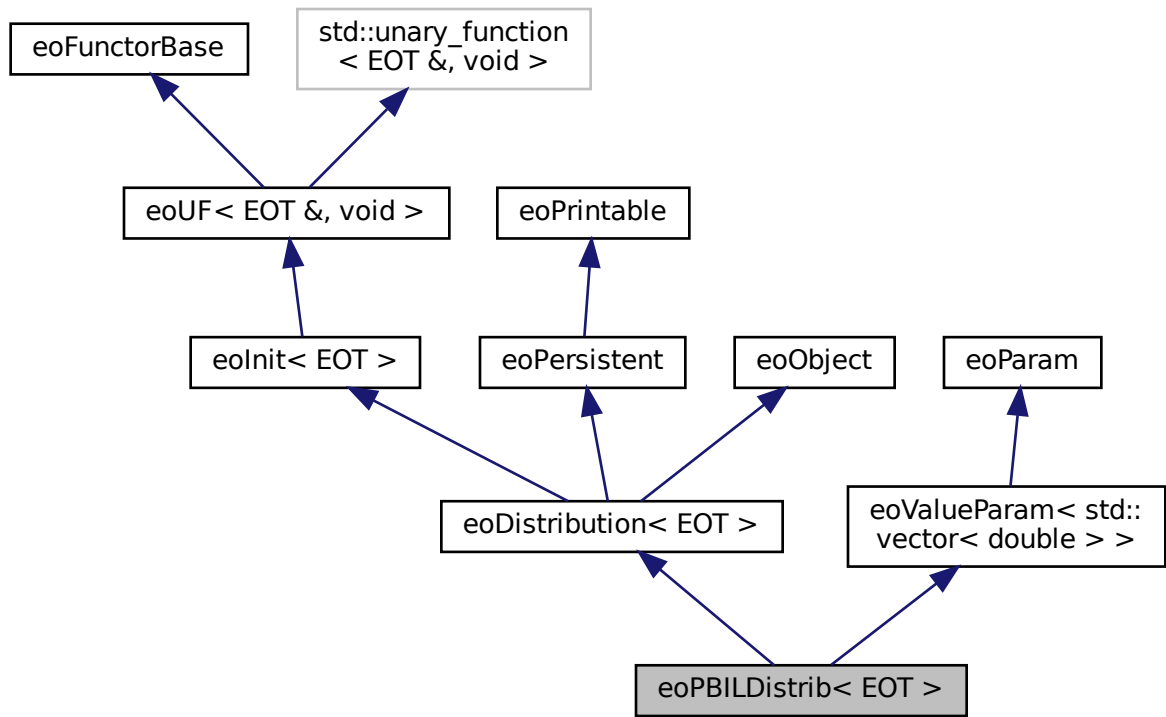 eoFunctorBase
std::unary_function
< EOT &, void >
eoUF< EOT &, void >
eoPrintable
eoInit< EOT >
eoPersistent
eoObject
eoParam
eoDistribution< EOT >
eoValueParam< std::
vector< double > >
eoPBILDistrib< EOT >